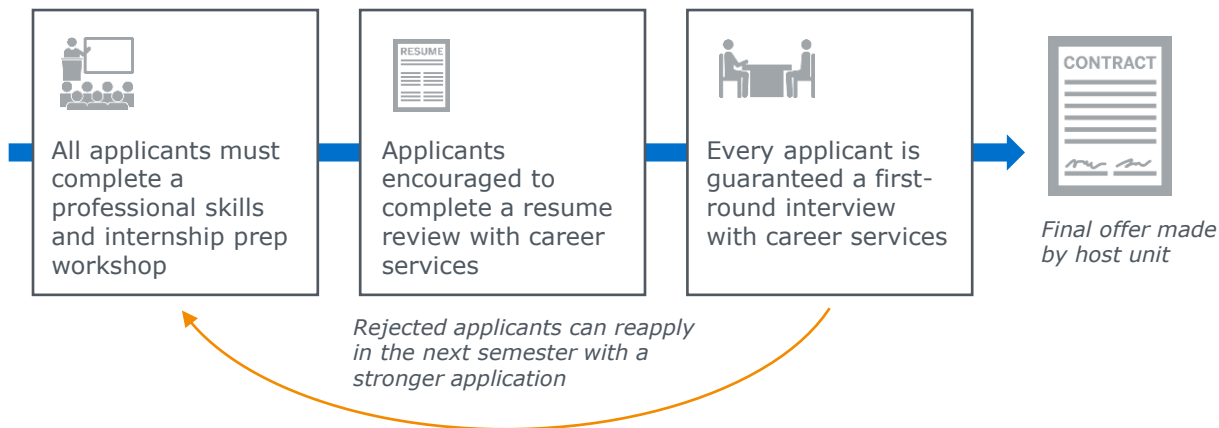 RESUME
CONTRACT
All applicants must
complete a
professional skills
and internship prep
workshop
Applicants
encouraged to
complete a resume
review with career
services
Every applicant is
guaranteed a first-
round interview
with career services
Final offer made
by host unit
Rejected applicants can reapply
in the next semester with a
stronger application